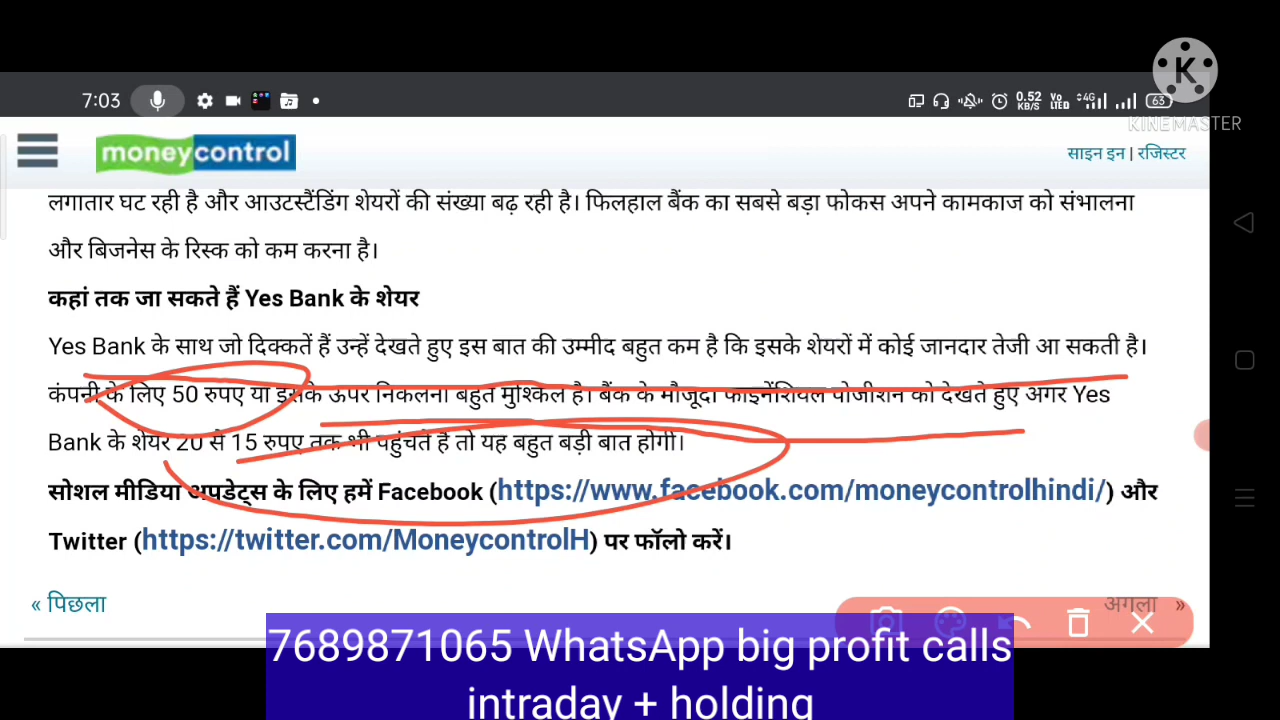 7:03
0.52 KB/S
Vo LTED
4G
63
K
KINEMASTER
moneycontrol
साइन इन | रजिस्टर
लगातार घट रही है और आउटस्टैंडिंग शेयरों की संख्या बढ़ रही है। फिलहाल बैंक का सबसे बड़ा फोकस अपने कामकाज को संभालना
और बिजनेस के रिस्क को कम करना है।
कहां तक जा सकते हैं Yes Bank के शेयर
Yes Bank के साथ जो दिक्कतें हैं उन्हें देखते हुए इस बात की उम्मीद बहुत कम है कि इसके शेयरों में कोई जानदार तेजी आ सकती है।
कंपनी के लिए 50 रुपए या इसके ऊपर निकलना बहुत मुश्किल है। बैंक के मौजूदा फाइनेंशियल पोजीशन को देखते हुए अगर Yes
Bank के शेयर 20 से 15 रुपए तक भी पहुंचते है तो यह बहुत बड़ी बात होगी।
सोशल मीडिया अपडेट्स के लिए हमें Facebook (https://www.facebook.com/moneycontrolhindi/) और
Twitter (https://twitter.com/MoneycontrolH) पर फॉलो करें।
« पिछला
अगला »
7689871065 WhatsApp big profit calls
intraday + holding